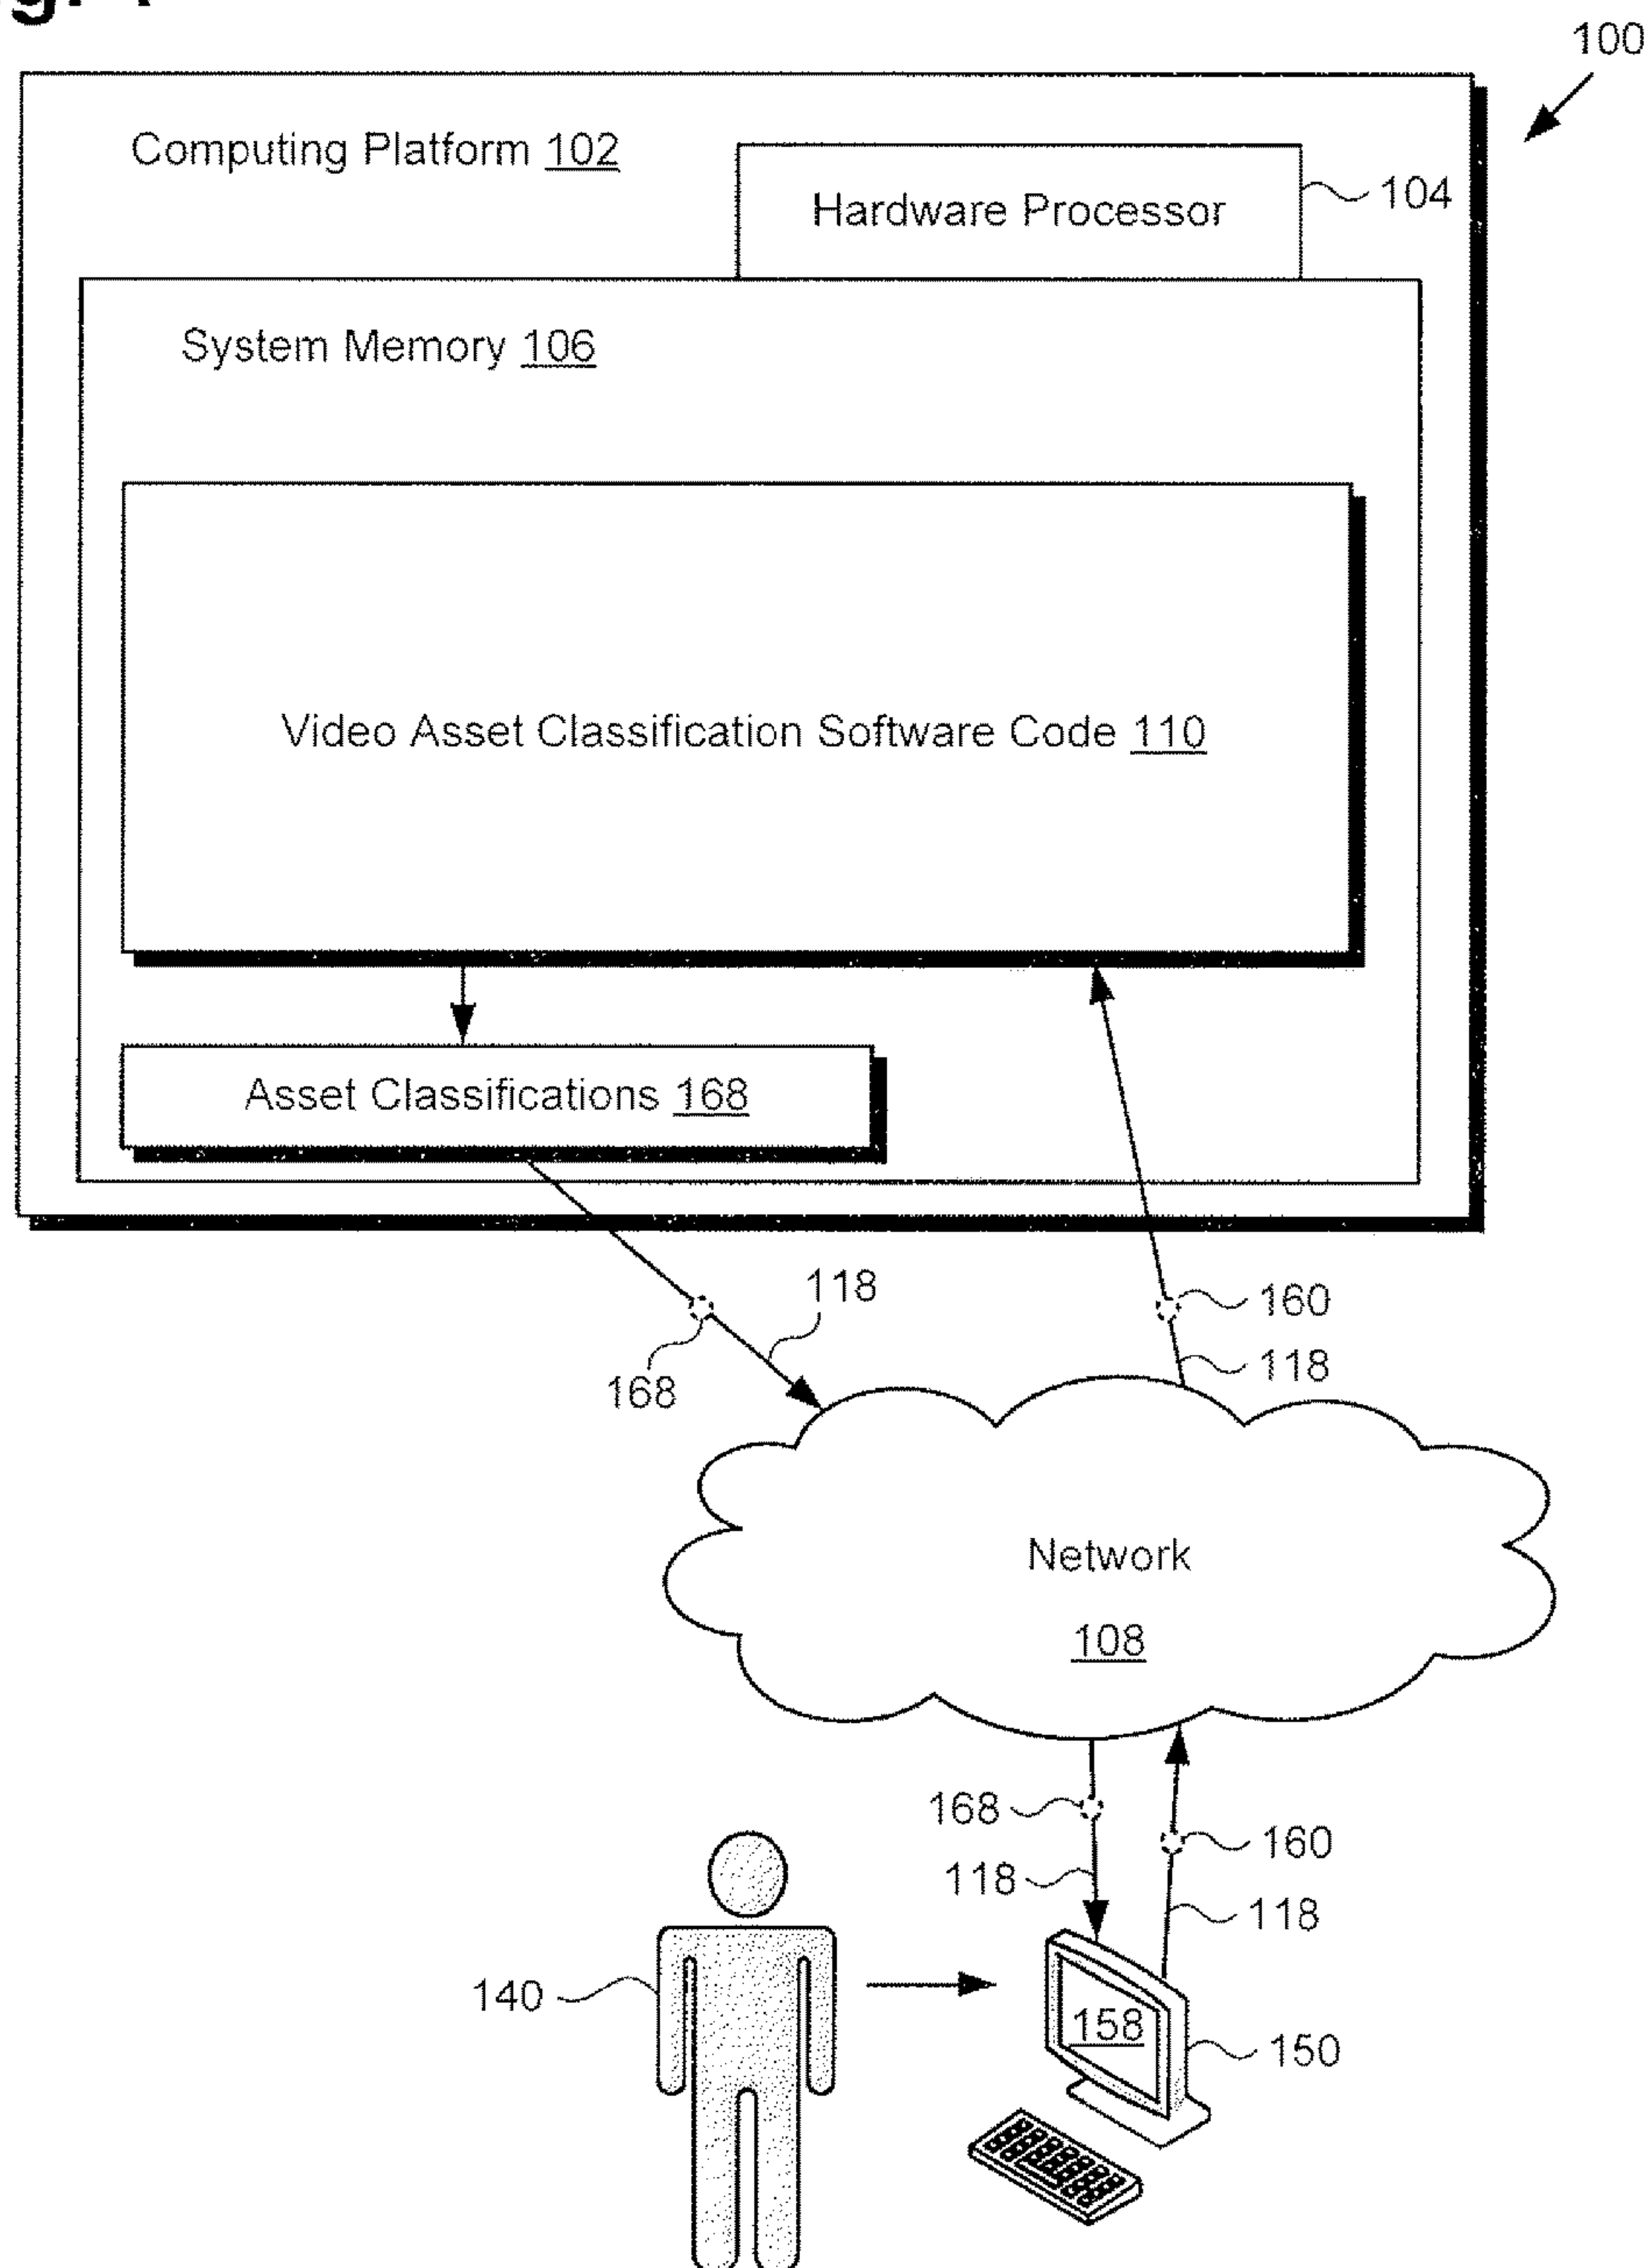 100
Computing Platform 102
Hardware Processor
104
System Memory 106
Video Asset Classification Software Code 110
Asset Classifications 168
118
160
168
118
Network
108
168
160
118
118
140
158
150